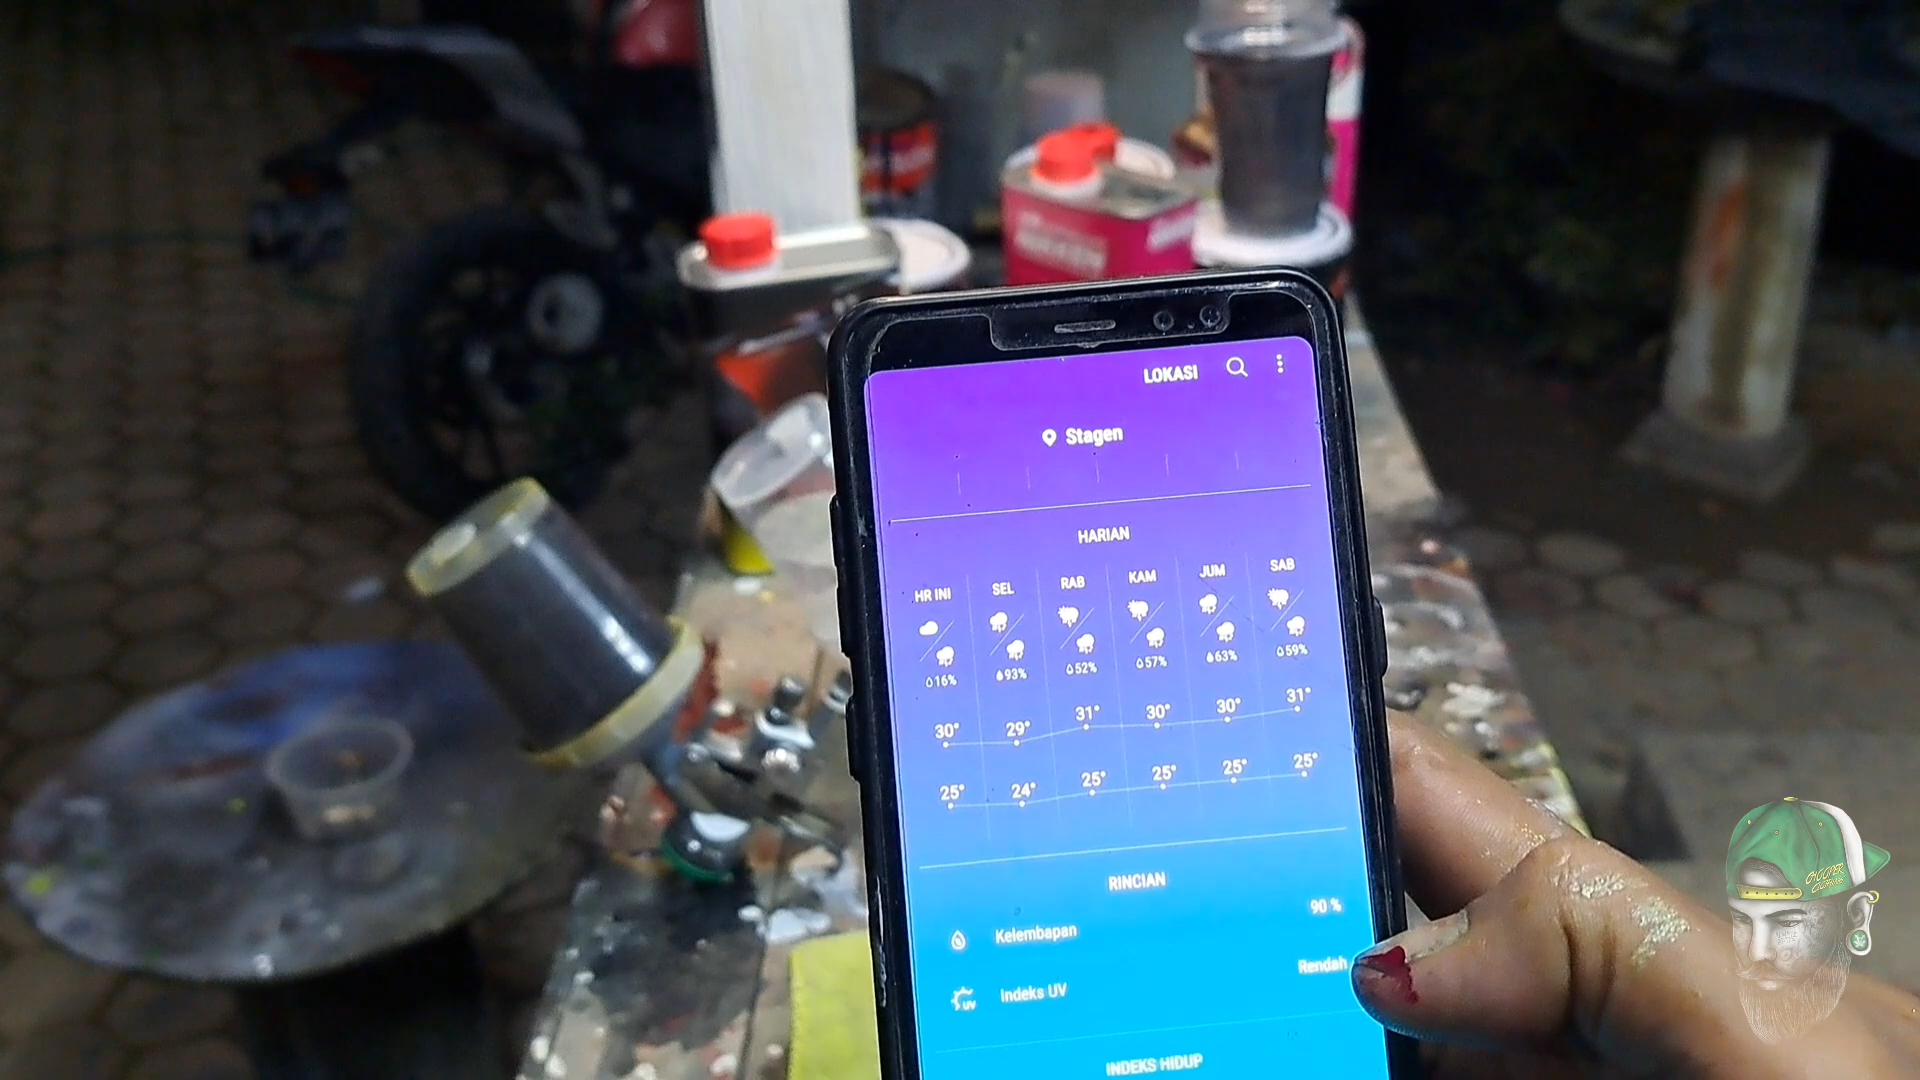 LOKASI
Stagen
HARIAN
HR INI SEL RAB KAM JUM SAB
16% 93% 52% 57% 63% 59%
30° 29° 31° 30° 30° 31°
25° 24° 25° 25° 25° 25°
RINCIAN
Kelembapan 90 %
Indeks UV Rendah
INDEKS HIDUP